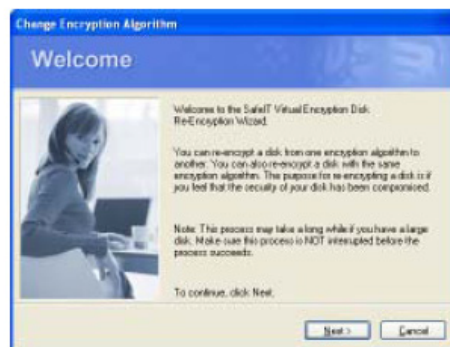 Change Encryption Algorithm
Welcome
Welcome to the SafeIT Virtual Encryption Disk
Re-Encryption Wizard.
You can re-encrypt a disk from one encryption algorithm to
another. You can also re-encrypt a disk with the same
encryption algorithm. The purpose for re-encrypting a disk is if
you feel that the security of your disk has been compromised.
Note: This process may take a long while if you have a large
disk. Make sure this process is NOT interrupted before the
process succeeds.
To continue, click Next.
Next >
Cancel